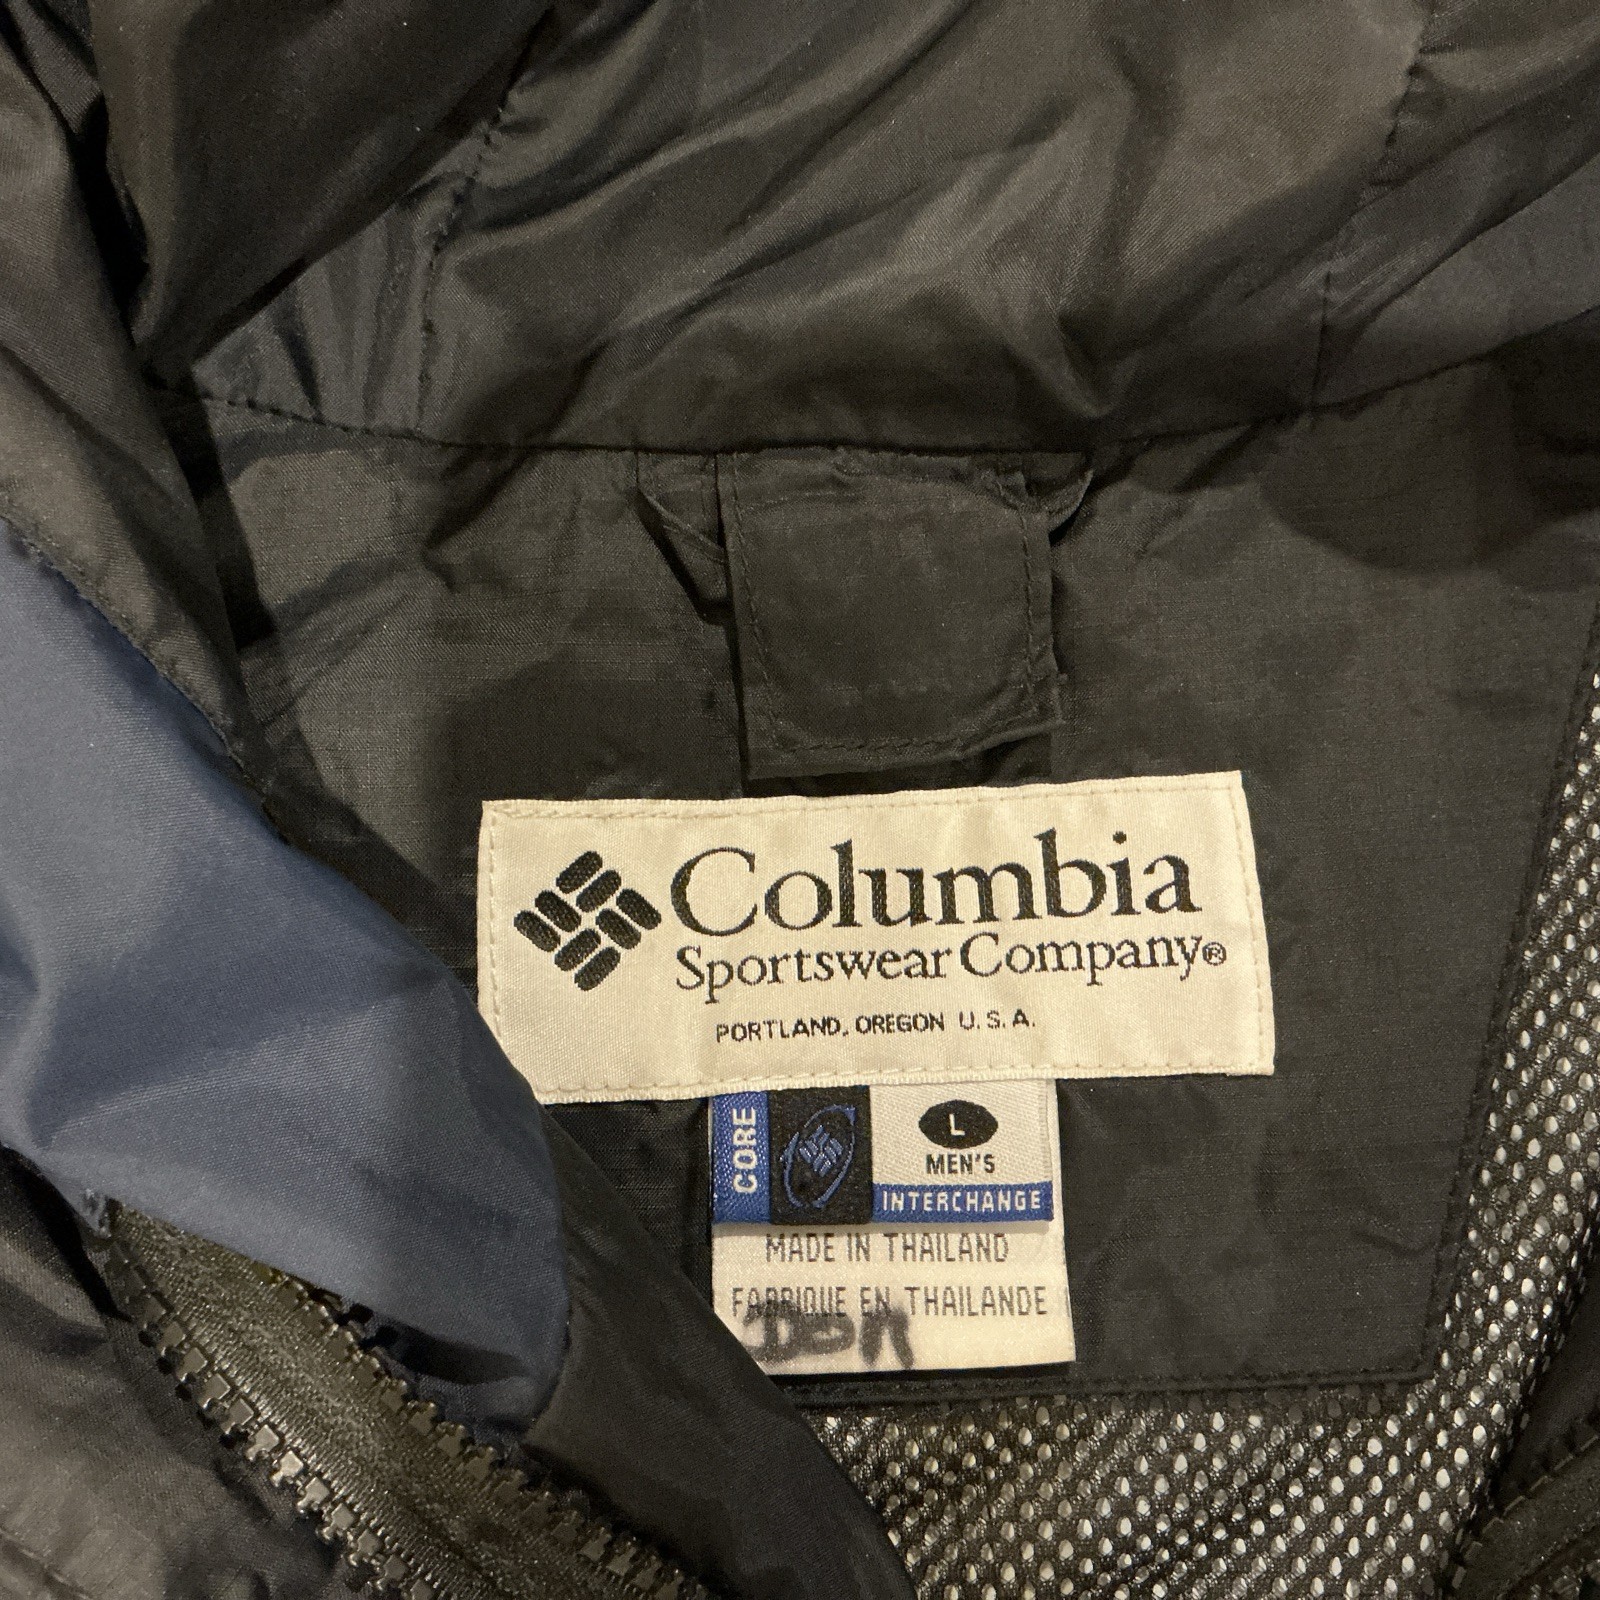 Columbia
Sportswear Company®
PORTLAND, OREGON U.S.A.
CORE
L
MEN'S
INTERCHANGE
MADE IN THAILAND
FABRIQUE EN THAILANDE